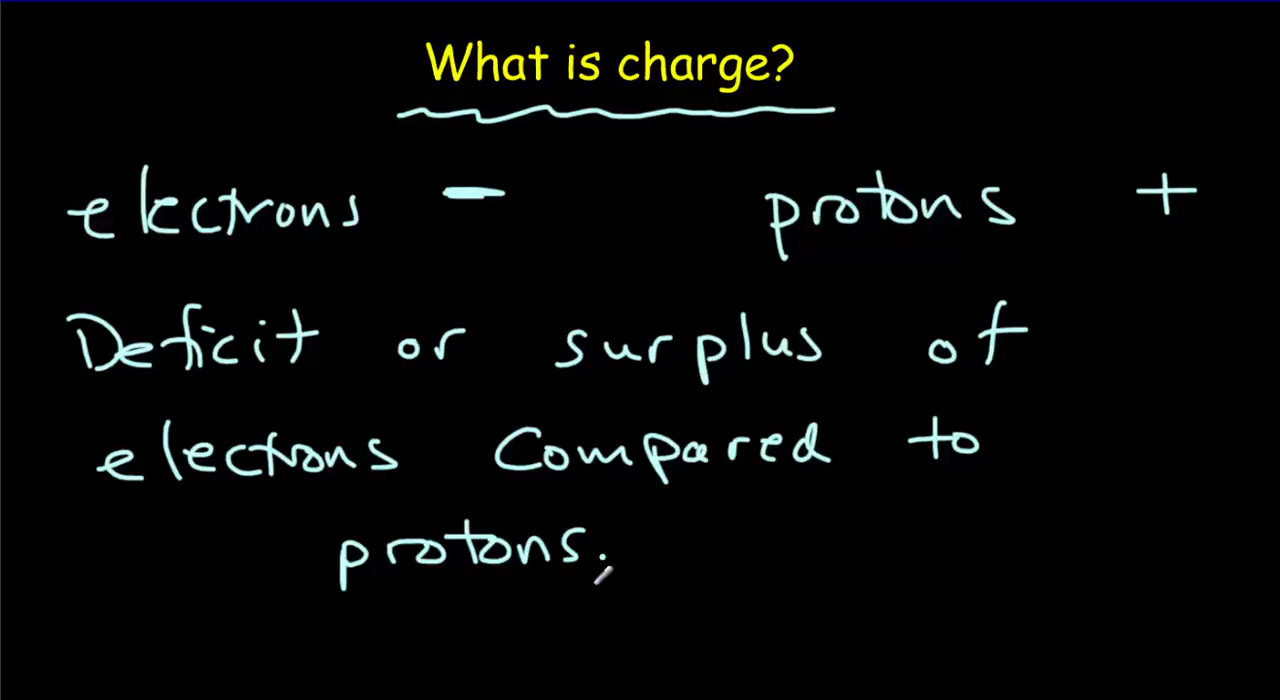 What is charge?
electrons - protons +
Deficit or surplus of
electrons Compared to
protons.